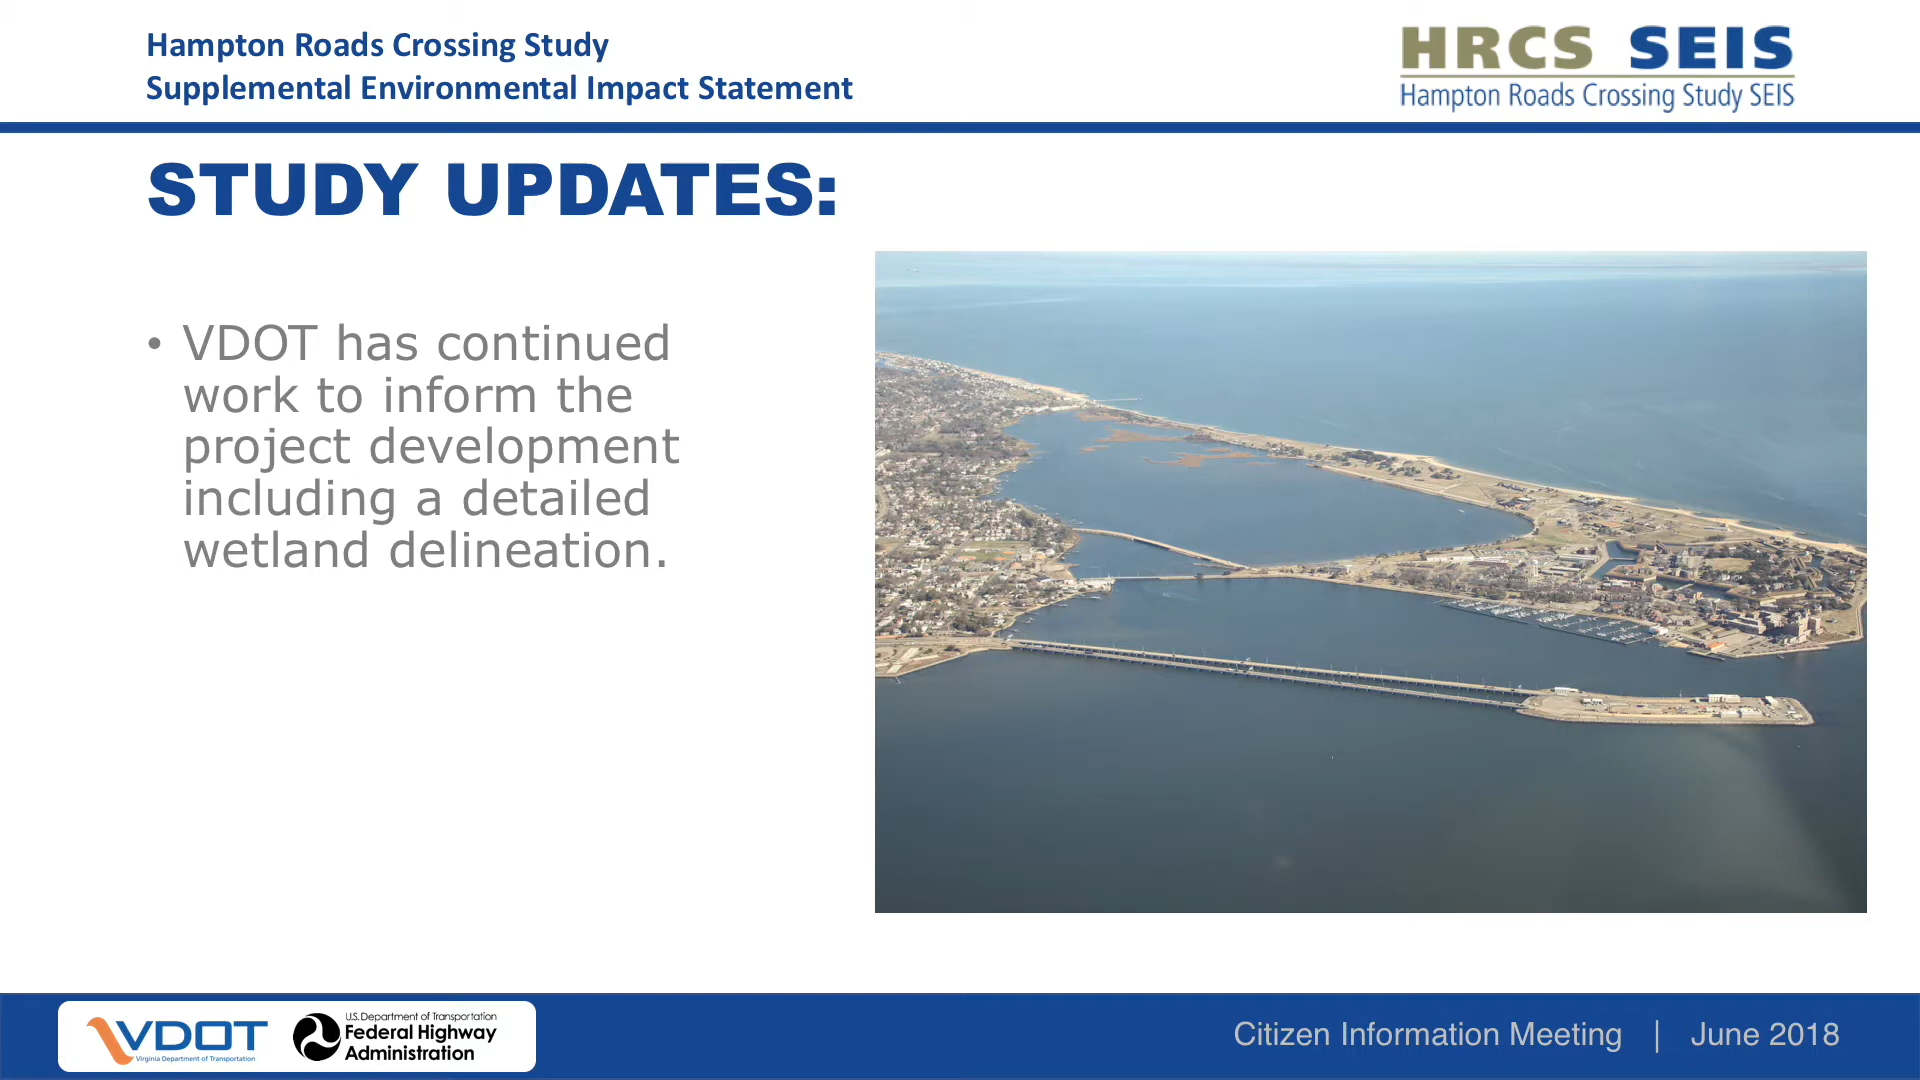 Hampton Roads Crossing Study
Supplemental Environmental Impact Statement
HRCS SEIS
Hampton Roads Crossing Study SEIS
STUDY UPDATES:
• VDOT has continued
work to inform the
project development
including a detailed
wetland delineation.
VDOT
Virginia Department of Transportation
U.S. Department of Transportation
Federal Highway
Administration
Citizen Information Meeting | June 2018